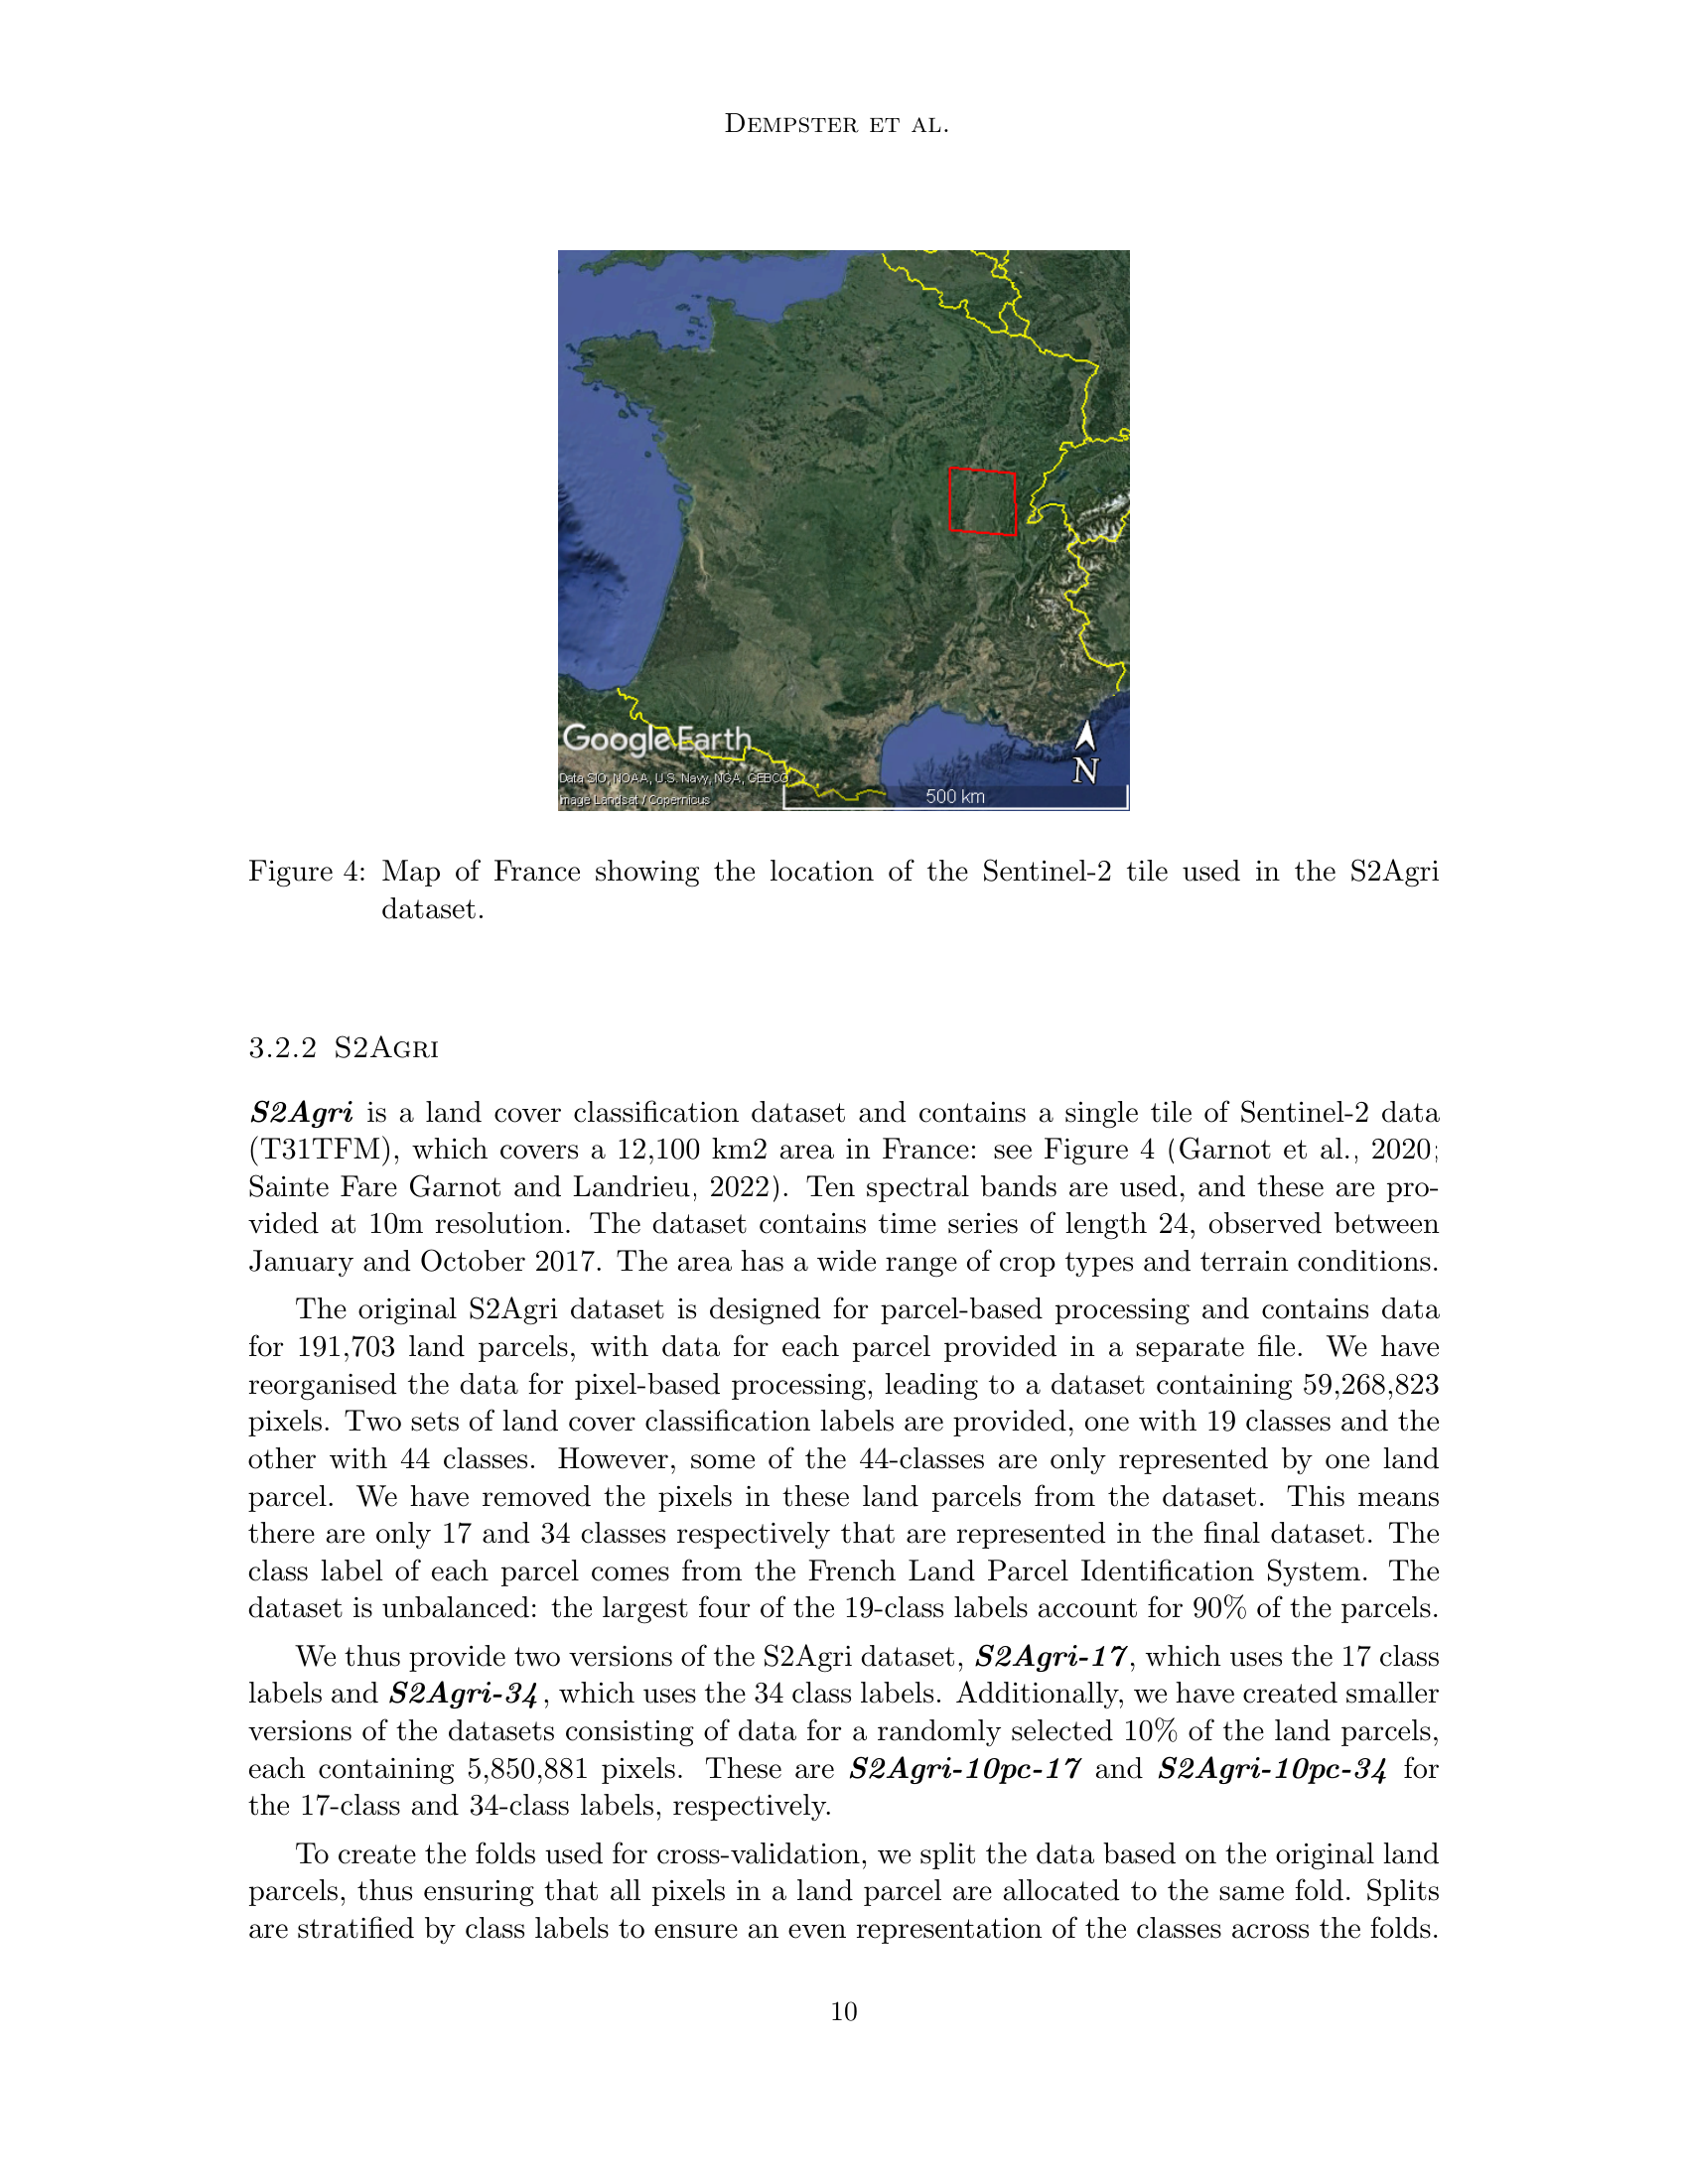 DEMPSTER ET AL.
Google Earth
Data SIO, NOAA, U.S. Navy, NGA, GEBCO
Image Landsat / Copernicus
N
500 km
Figure 4: Map of France showing the location of the Sentinel-2 tile used in the S2Agri
dataset.
3.2.2 S2AGRI
S2Agri is a land cover classification dataset and contains a single tile of Sentinel-2 data
(T31TFM), which covers a 12,100 km2 area in France: see Figure 4 (Garnot et al., 2020;
Sainte Fare Garnot and Landrieu, 2022). Ten spectral bands are used, and these are pro-
vided at 10m resolution. The dataset contains time series of length 24, observed between
January and October 2017. The area has a wide range of crop types and terrain conditions.
The original S2Agri dataset is designed for parcel-based processing and contains data
for 191,703 land parcels, with data for each parcel provided in a separate file. We have
reorganised the data for pixel-based processing, leading to a dataset containing 59,268,823
pixels. Two sets of land cover classification labels are provided, one with 19 classes and the
other with 44 classes. However, some of the 44-classes are only represented by one land
parcel. We have removed the pixels in these land parcels from the dataset. This means
there are only 17 and 34 classes respectively that are represented in the final dataset. The
class label of each parcel comes from the French Land Parcel Identification System. The
dataset is unbalanced: the largest four of the 19-class labels account for 90% of the parcels.
We thus provide two versions of the S2Agri dataset, S2Agri-17, which uses the 17 class
labels and S2Agri-34, which uses the 34 class labels. Additionally, we have created smaller
versions of the datasets consisting of data for a randomly selected 10% of the land parcels,
each containing 5,850,881 pixels. These are S2Agri-10pc-17 and S2Agri-10pc-34 for
the 17-class and 34-class labels, respectively.
To create the folds used for cross-validation, we split the data based on the original land
parcels, thus ensuring that all pixels in a land parcel are allocated to the same fold. Splits
are stratified by class labels to ensure an even representation of the classes across the folds.
10